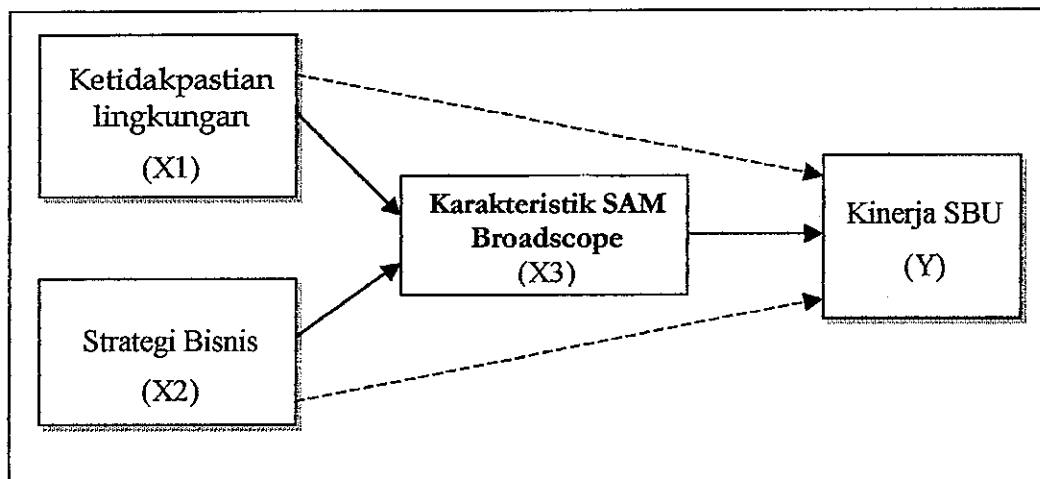 Ketidakpastian
lingkungan
(X1)
Karakteristik SAM
Broadscope
(X3)
Kinerja SBU
(Y)
Strategi Bisnis
(X2)